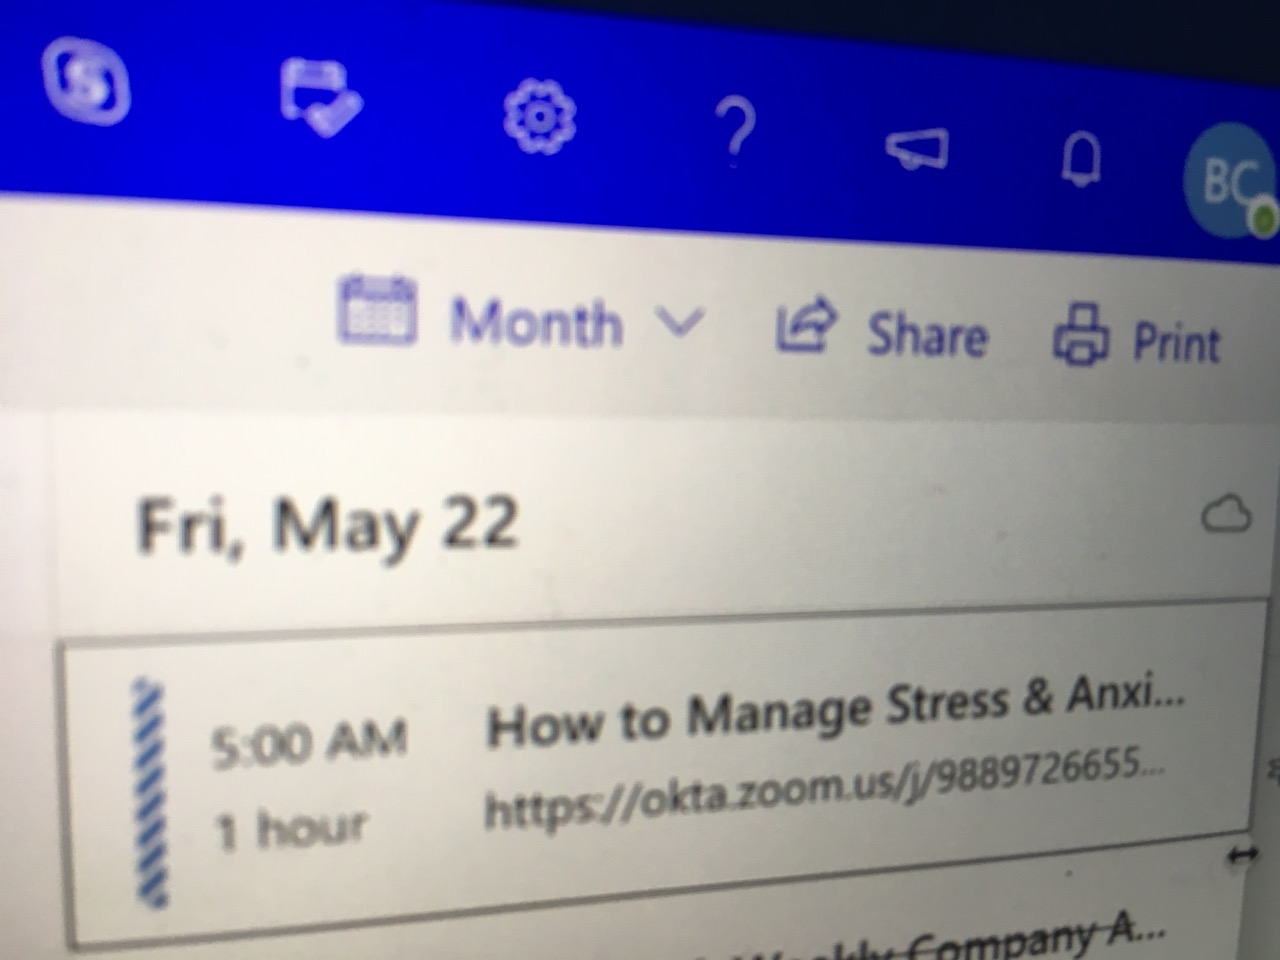 BC
Month Share Print
Fri, May 22
5:00 AM How to Manage Stress & Anxi...
1 hour https://okta.zoom.us/j/9889726655...
Weekly Company A...